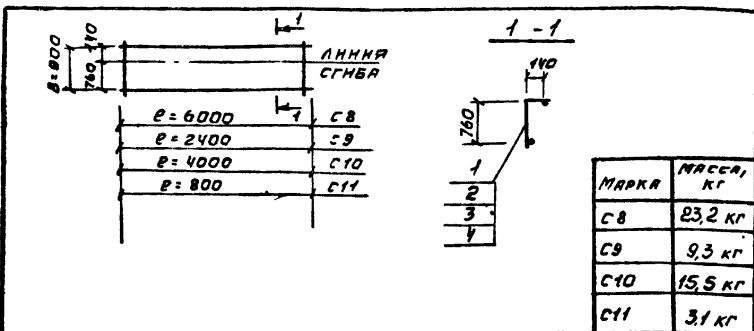 1
140
B=900
760
ЛИНИЯ
СГИБА
1
ℓ=6000 С8
ℓ=2400 С9
ℓ=4000 С10
ℓ=800 С11
1-1
140
760
1
2
3
4
МАРКА МАССА, КГ
С8 23,2 кг
С9 9,3 кг
С10 15,5 кг
С11 3,1 кг